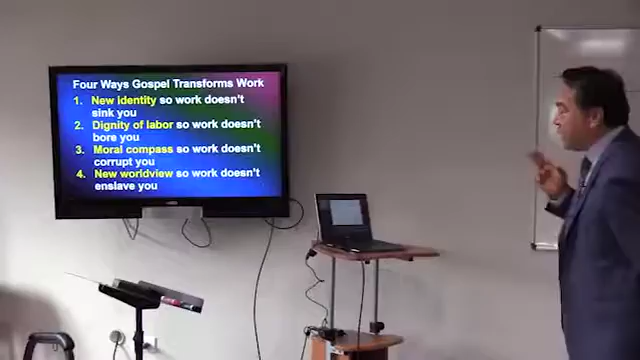 Four Ways Gospel Transforms Work
1. New identity so work doesn't
sink you
2. Dignity of labor so work doesn't
bore you
3. Moral compass so work doesn't
corrupt you
4. New worldview so work doesn't
enslave you